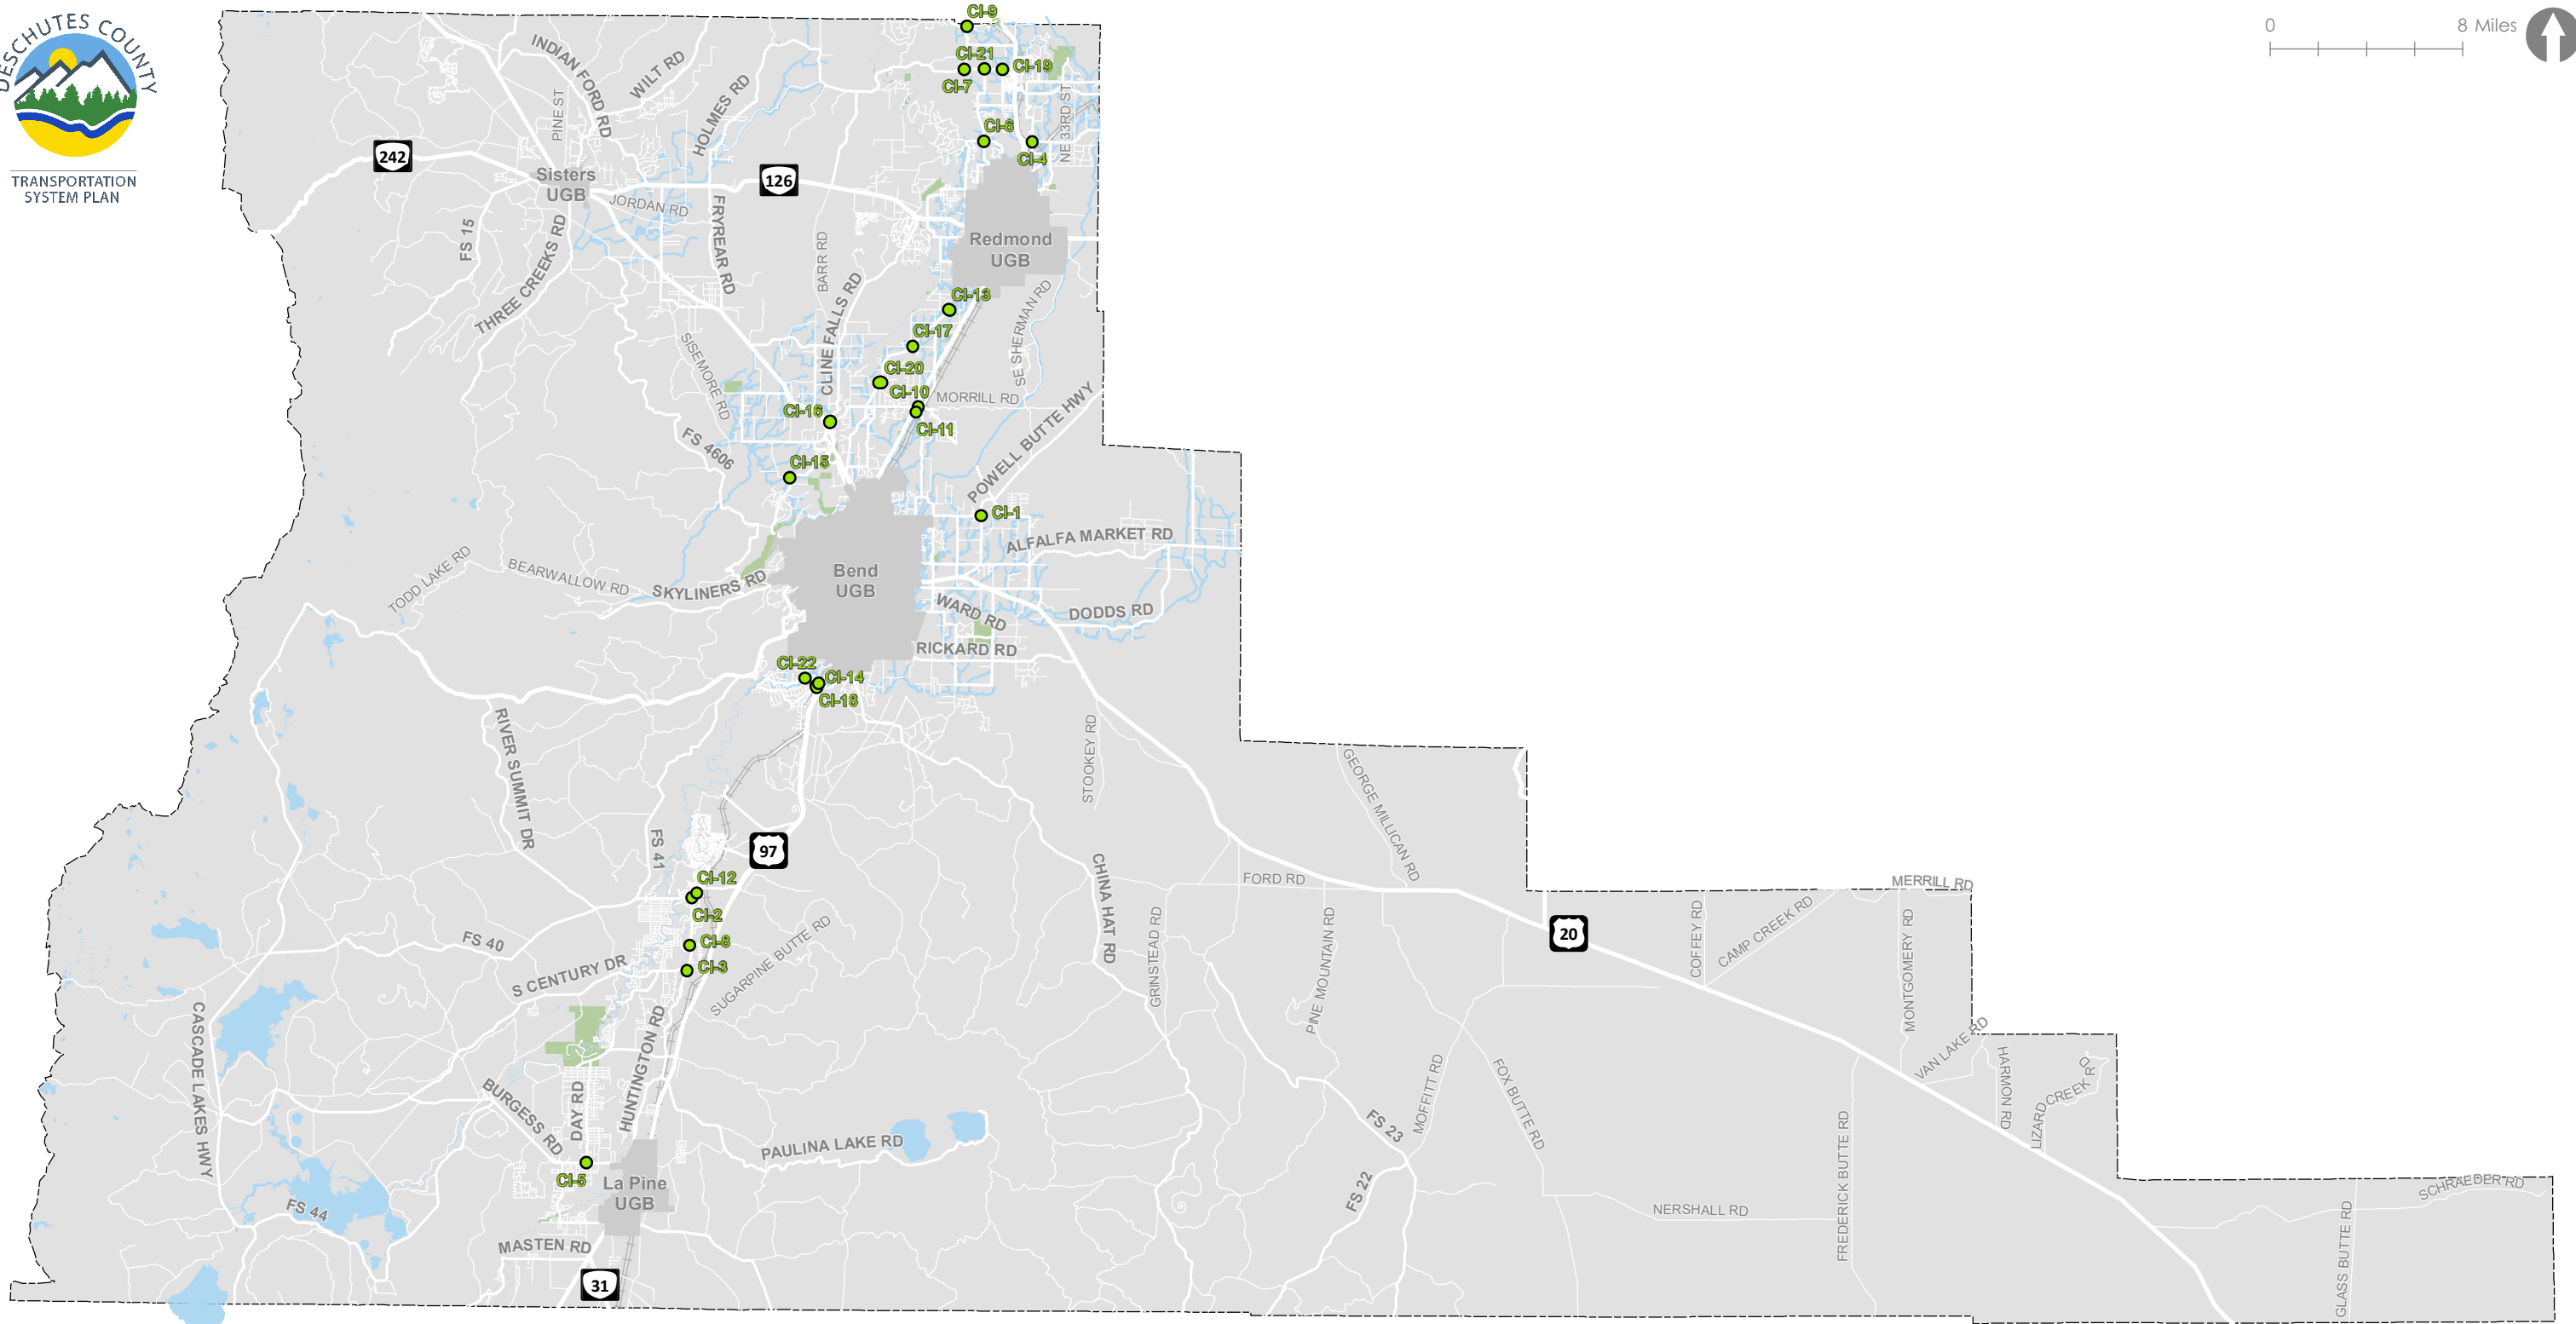 DESCHUTES COUNTY
TRANSPORTATION
SYSTEM PLAN
0
8 Miles
CI-9
CI-21
CI-19
CI-7
CI-6
CI-4
NE 33RD ST
INDIAN FORD RD
WILT RD
PINE ST
HOLMES RD
242
126
Sisters
UGB
JORDAN RD
FS 15
THREE CREEKS RD
FRYREAR RD
BARR RD
CLINE FALLS RD
Redmond
UGB
SE SHERMAN RD
CI-13
CI-17
CI-20
CI-10
MORRILL RD
CI-11
CI-16
SISEMORE RD
FS 4606
CI-15
POWELL BUTTE HWY
CI-1
ALFALFA MARKET RD
TODD LAKE RD
BEARWALLOW RD
SKYLINERS RD
Bend
UGB
WARD RD
DODDS RD
RICKARD RD
CI-22
CI-14
CI-18
RIVER SUMMIT DR
STOOKEY RD
GEORGE MILLICAN RD
FS 41
97
CHINA HAT RD
FORD RD
MERRILL RD
CI-12
CI-2
CI-8
CI-3
SUGARPINE BUTTE RD
FS 40
S CENTURY DR
GRINSTEAD RD
PINE MOUNTAIN RD
20
COFFEY RD
CAMP CREEK RD
MONTGOMERY RD
VAN LAKE RD
HARMON RD
LIZARD CREEK RD
CASCADE LAKES HWY
HUNTINGTON RD
BURGESS RD
DAY RD
MOFFITT RD
FOX BUTTE RD
FS 23
PAULINA LAKE RD
CI-5
La Pine
UGB
FS 22
FREDERICK BUTTE RD
NERSHALL RD
SCHRAEDER RD
GLASS BUTTE RD
FS 44
MASTEN RD
31